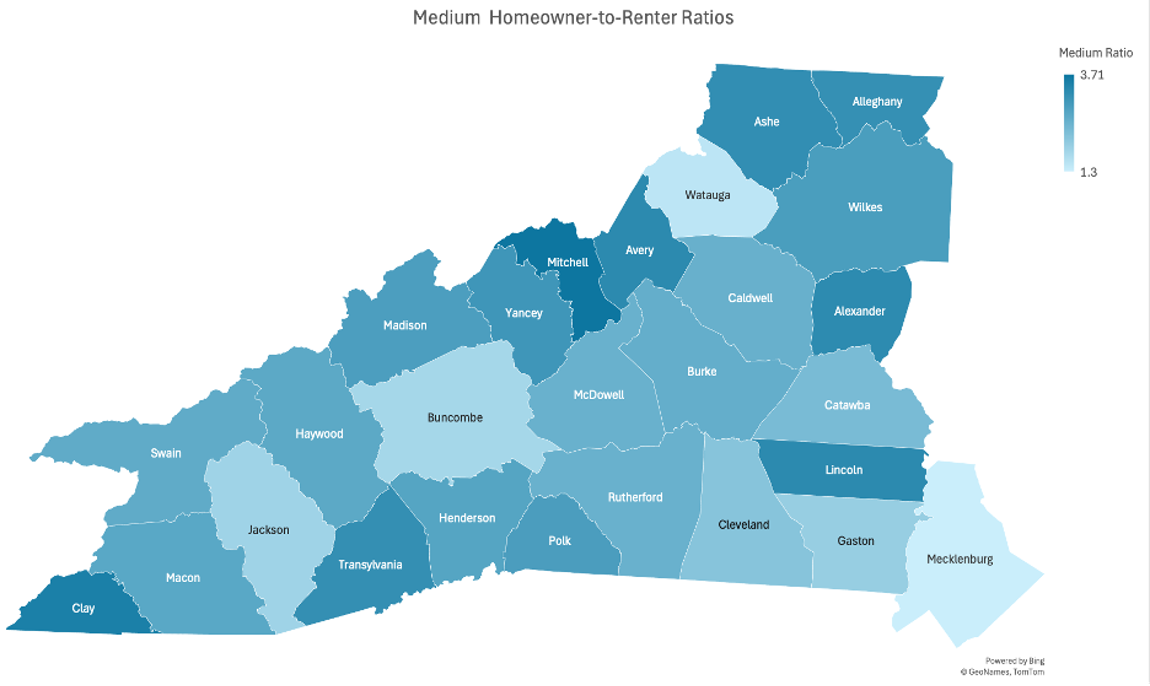 Medium Homeowner-to-Renter Ratios
Medium Ratio
3.71
1.3
Alleghany
Ashe
Watauga
Wilkes
Avery
Mitchell
Caldwell
Yancey
Alexander
Madison
Burke
McDowell
Catawba
Buncombe
Haywood
Swain
Lincoln
Rutherford
Henderson
Cleveland
Jackson
Polk
Gaston
Mecklenburg
Transylvania
Macon
Clay
Powered by Bing
© GeoNames, TomTom